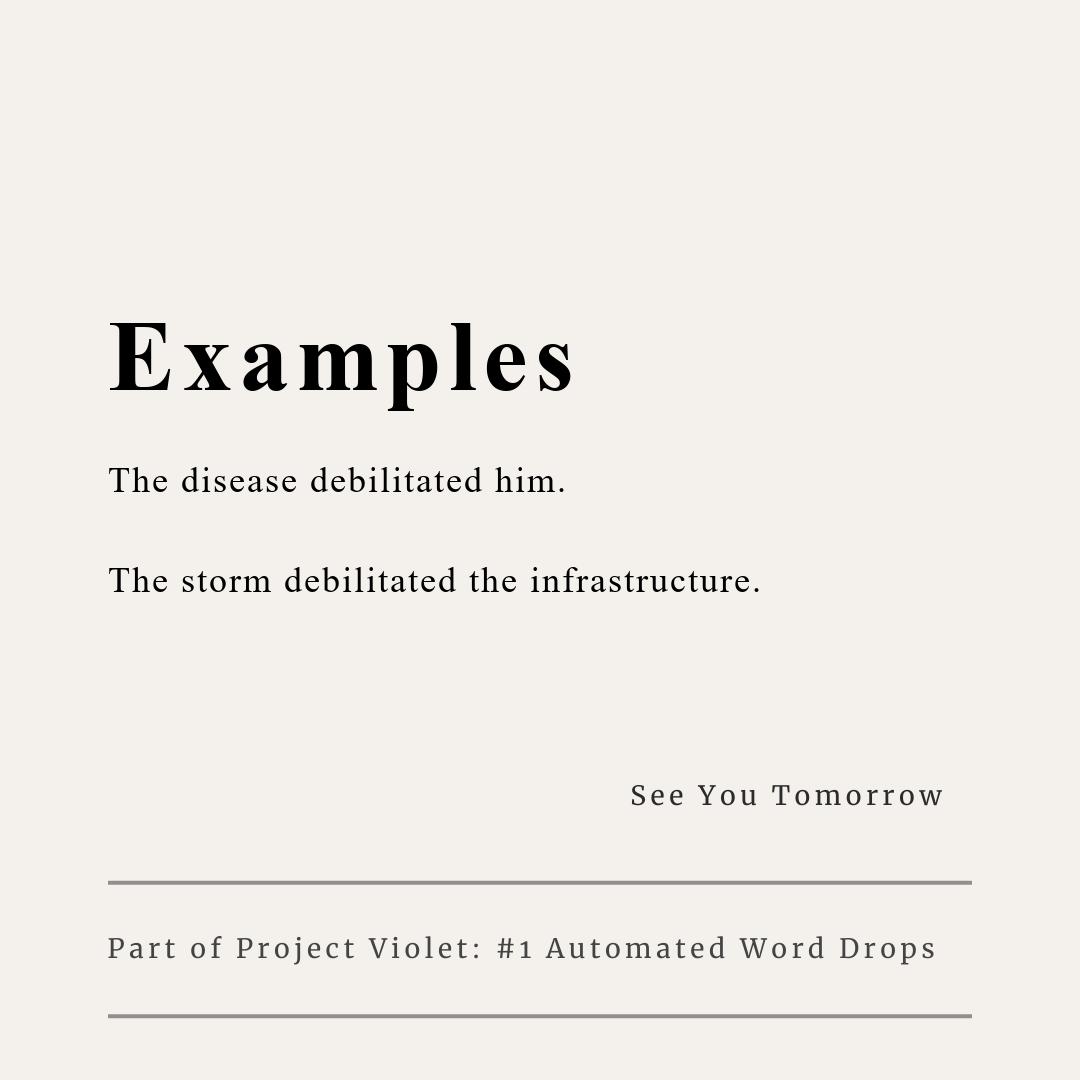 Examples
The disease debilitated him.
The storm debilitated the infrastructure.
See You Tomorrow
Part of Project Violet: #1 Automated Word Drops